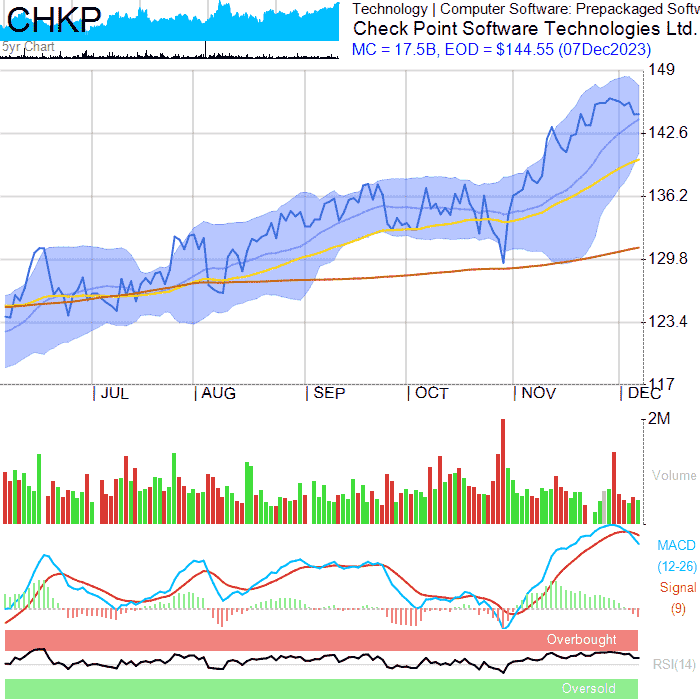 CHKP
5yr Chart
Technology | Computer Software: Prepackaged Softw
Check Point Software Technologies Ltd.
MC = 17.5B, EOD = $144.55 (07Dec2023)
149
142.6
136.2
129.8
123.4
117
JUL AUG SEP OCT NOV DEC
2M
Volume
MACD
(12-26)
Signal
(9)
Overbought
RSI(14)
Oversold